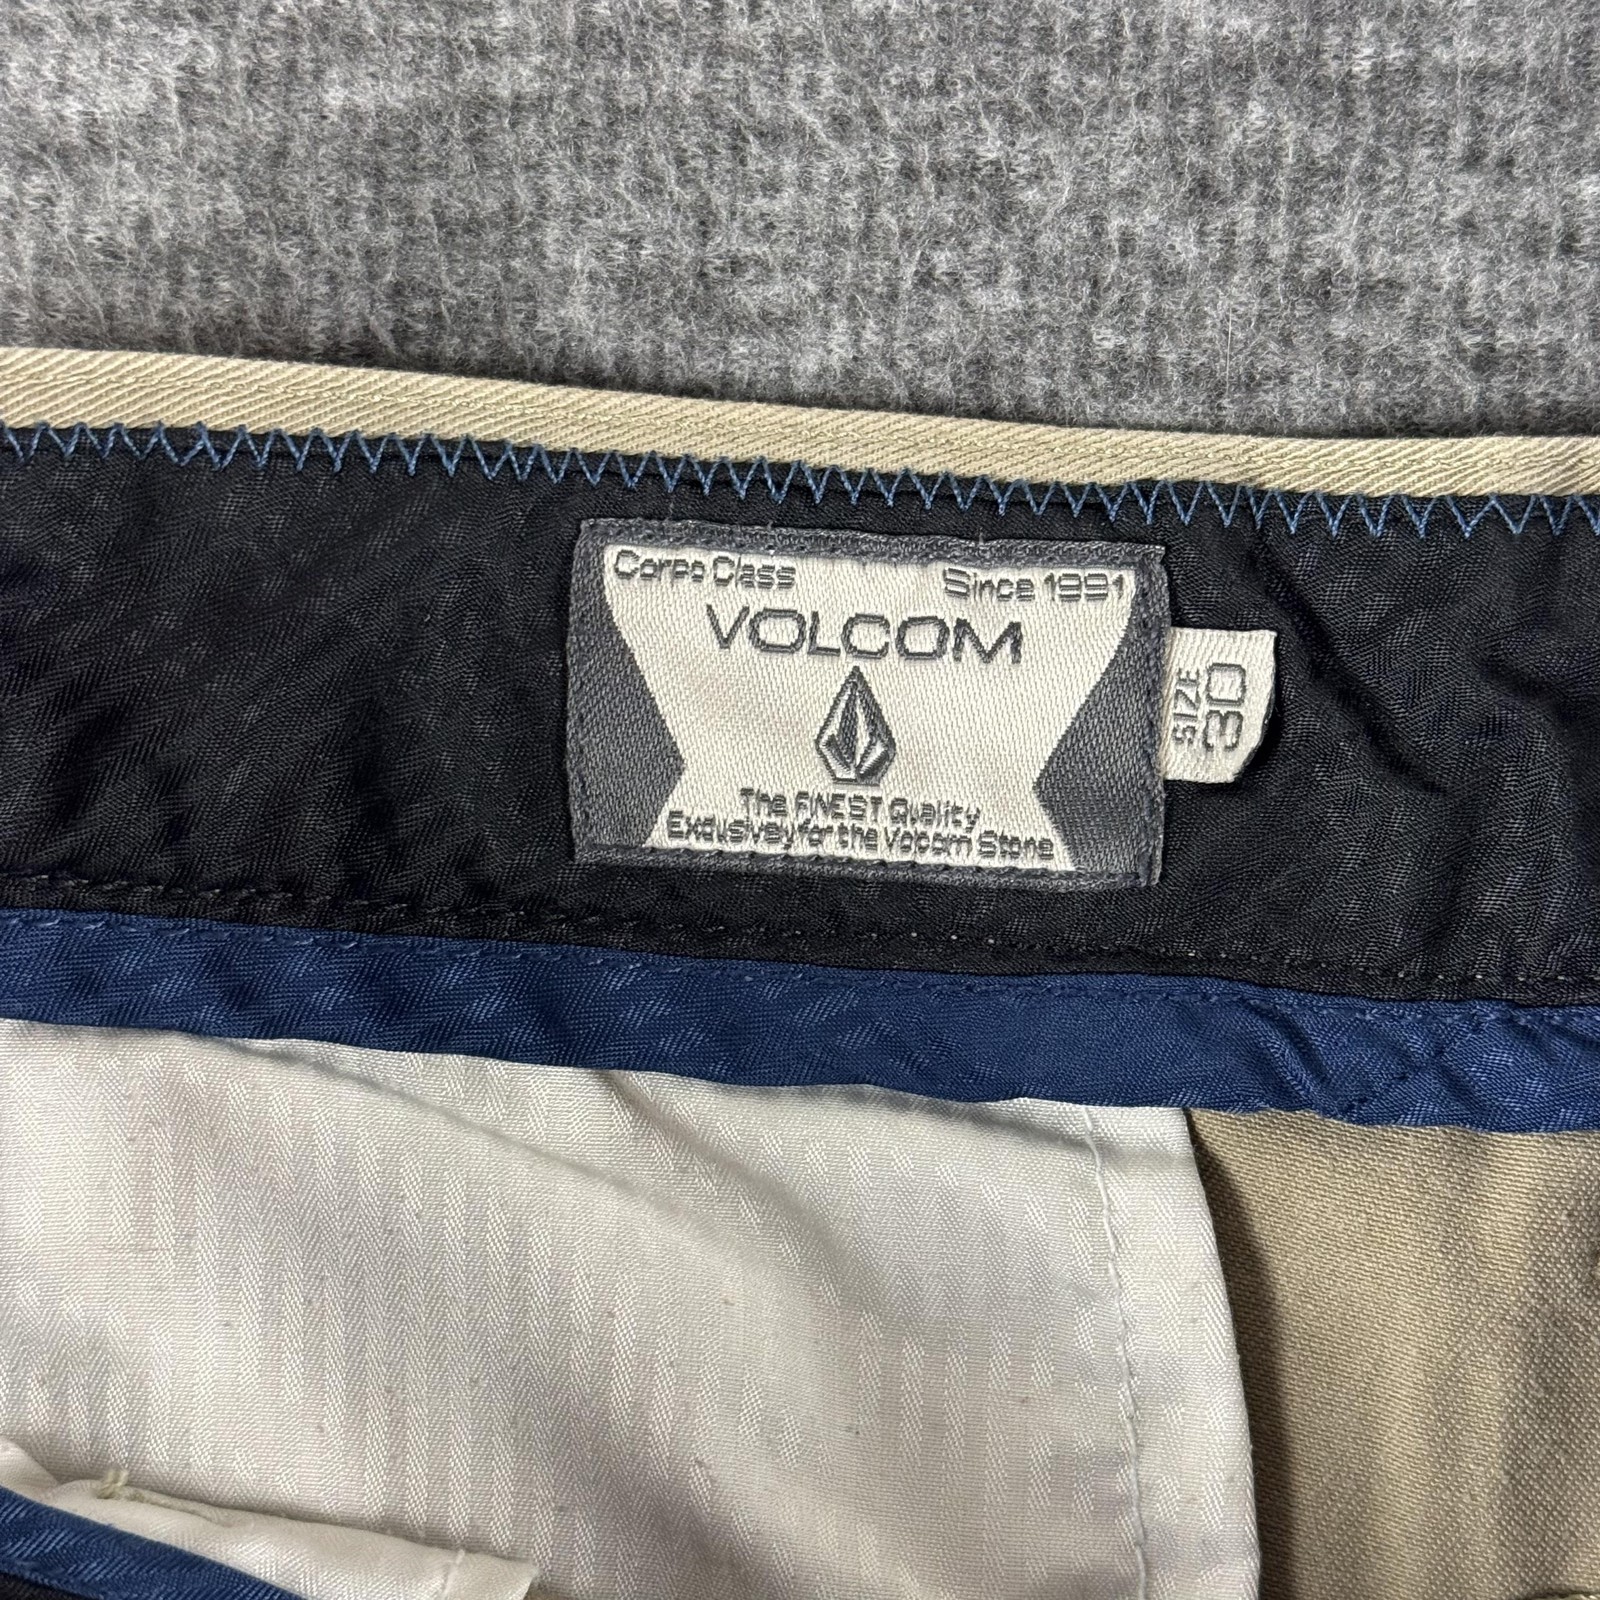 Corpo Class
Since 1991
VOLCOM
The FINEST Quality
Exclusively for the Volcom Stone
SIZE
30